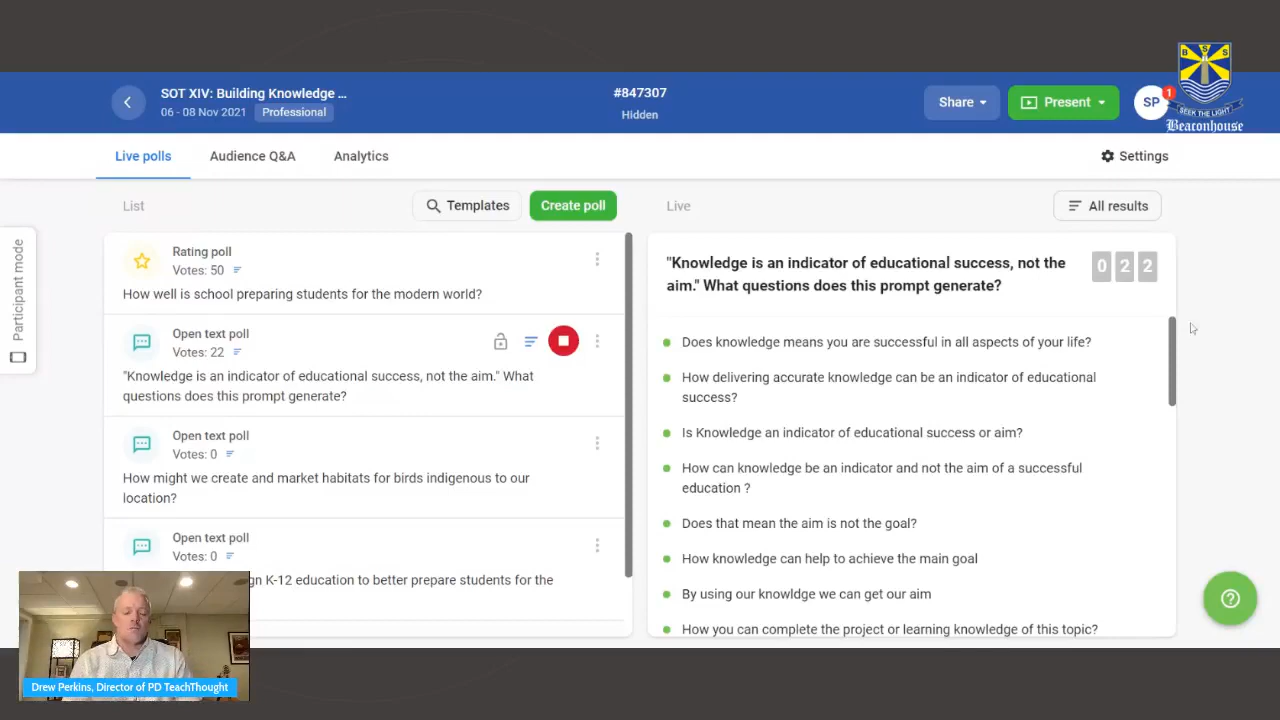 SOT XIV: Building Knowledge ...
06 - 08 Nov 2021 Professional
#847307
Hidden
Share
Present
SP
1
B S S
SEEK THE LIGHT
Beaconhouse
Live polls
Audience Q&A
Analytics
Settings
Participant mode
List
Templates
Create poll
Live
All results
Rating poll
Votes: 50
How well is school preparing students for the modern world?
Open text poll
Votes: 22
"Knowledge is an indicator of educational success, not the aim." What
questions does this prompt generate?
Open text poll
Votes: 0
How might we create and market habitats for birds indigenous to our
location?
Open text poll
Votes: 0
gn K-12 education to better prepare students for the
"Knowledge is an indicator of educational success, not the
aim." What questions does this prompt generate?
0 2 2
Does knowledge means you are successful in all aspects of your life?
How delivering accurate knowledge can be an indicator of educational
success?
Is Knowledge an indicator of educational success or aim?
How can knowledge be an indicator and not the aim of a successful
education ?
Does that mean the aim is not the goal?
How knowledge can help to achieve the main goal
By using our knowldge we can get our aim
How you can complete the project or learning knowledge of this topic?
Drew Perkins, Director of PD TeachThought